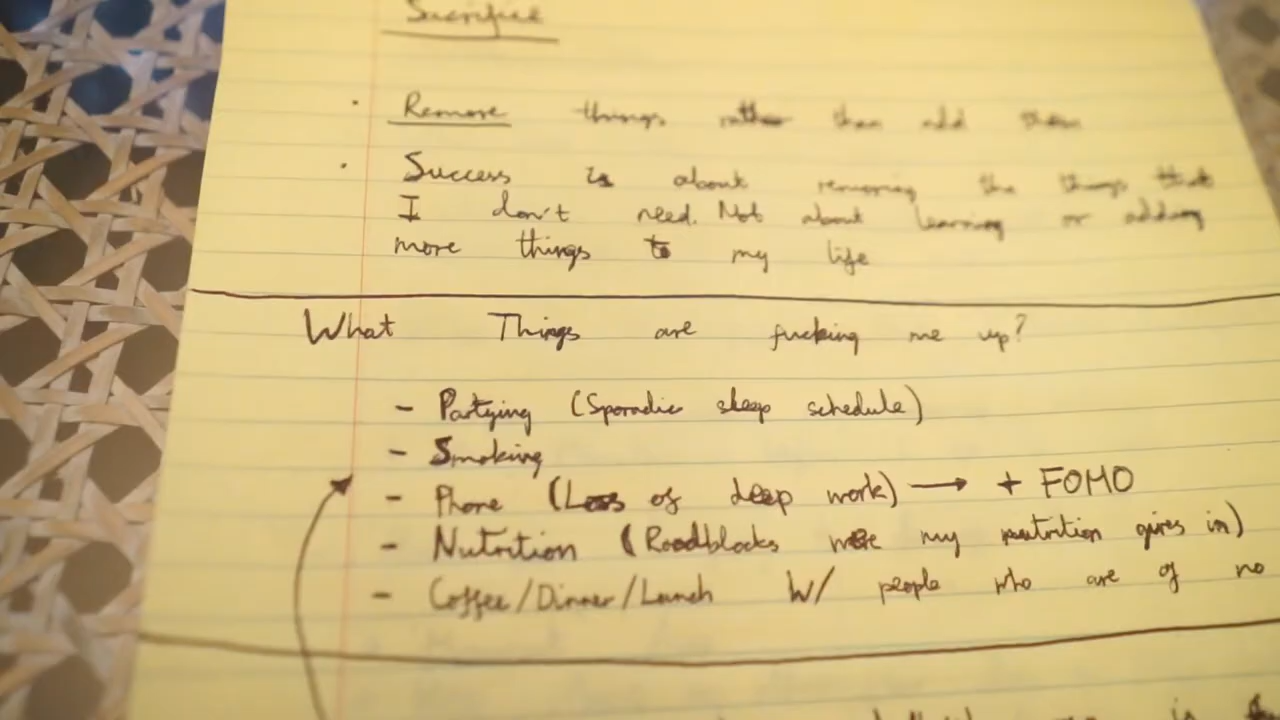 Sacrifice
· Remove things rather than add them
· Success is about removing the things that
I don't need. Not about learning or adding
more things to my life
What Things are fucking me up?
- Partying (Sporadic sleep schedule)
- Smoking
- Phone (Loss of deep work) → + FOMO
- Nutrition (Roadblocks were my nutrition gives in)
- Coffee/Dinner/Lunch W/ people who are of no